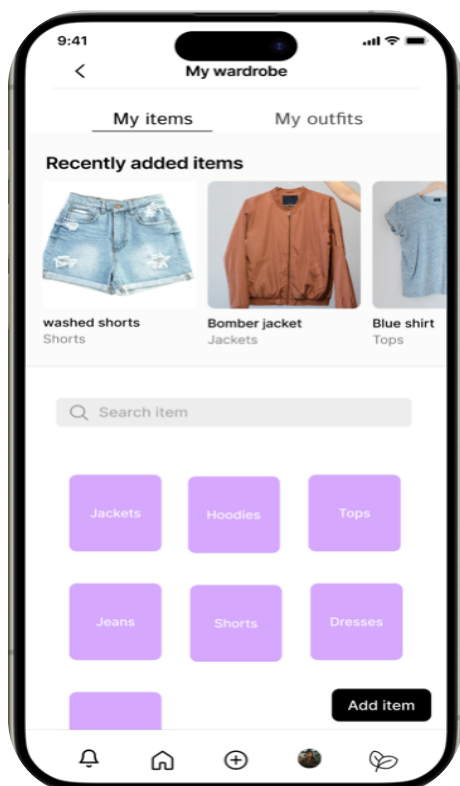 9:41
My wardrobe
My items My outfits
Recently added items
washed shorts Bomber jacket Blue shirt
Shorts Jackets Tops
Search item
Jackets Hoodies Tops
Jeans Shorts Dresses
Add item